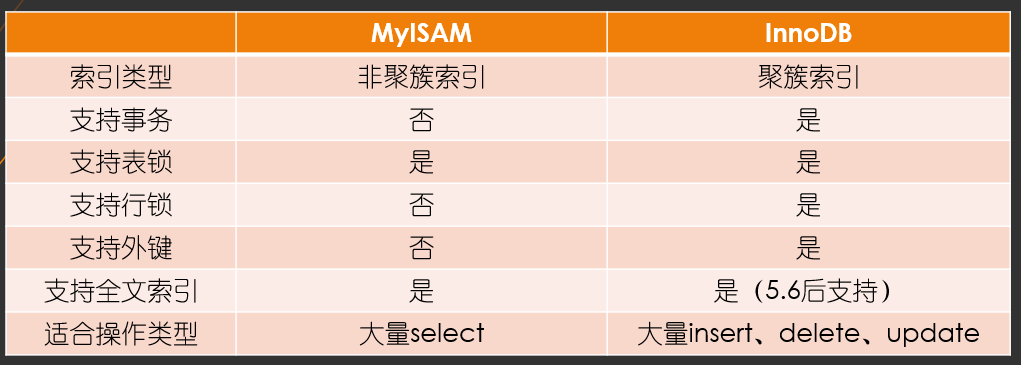 MyISAM InnoDB
索引类型 非聚簇索引 聚簇索引
支持事务 否 是
支持表锁 是 是
支持行锁 否 是
支持外键 否 是
支持全文索引 是 是（5.6后支持）
适合操作类型 大量select 大量insert、delete、update